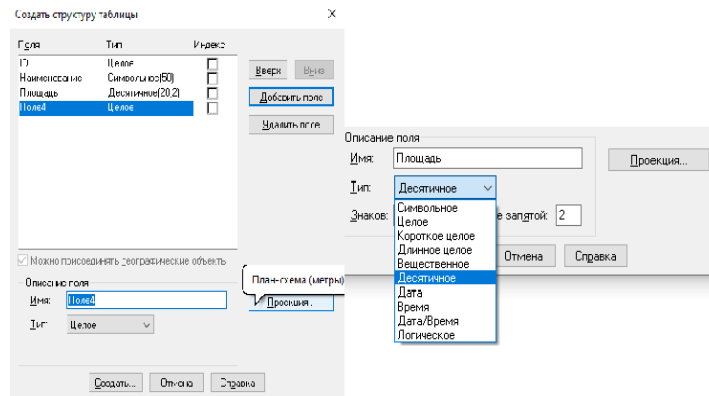 Создать структуру таблицы
Поля Тип Индекс
ID Целое
Наименование Символьное(50)
Площадь Десятичное(20,2)
Поле4 Целое
Вверх Вниз
Добавить поле
Удалить поле
Можно присоединять географические объекты
Описание поля
Имя: Поле4
Тип: Целое
План-схема (метры)
Проекция...
Создать... Отмена Справка
Описание поля
Имя: Площадь
Проекция...
Тип: Десятичное
Знаков: е запятой: 2
Символьное
Целое
Короткое целое
Длинное целое
Вещественное
Десятичное
Дата
Время
Дата/Время
Логическое
Отмена Справка